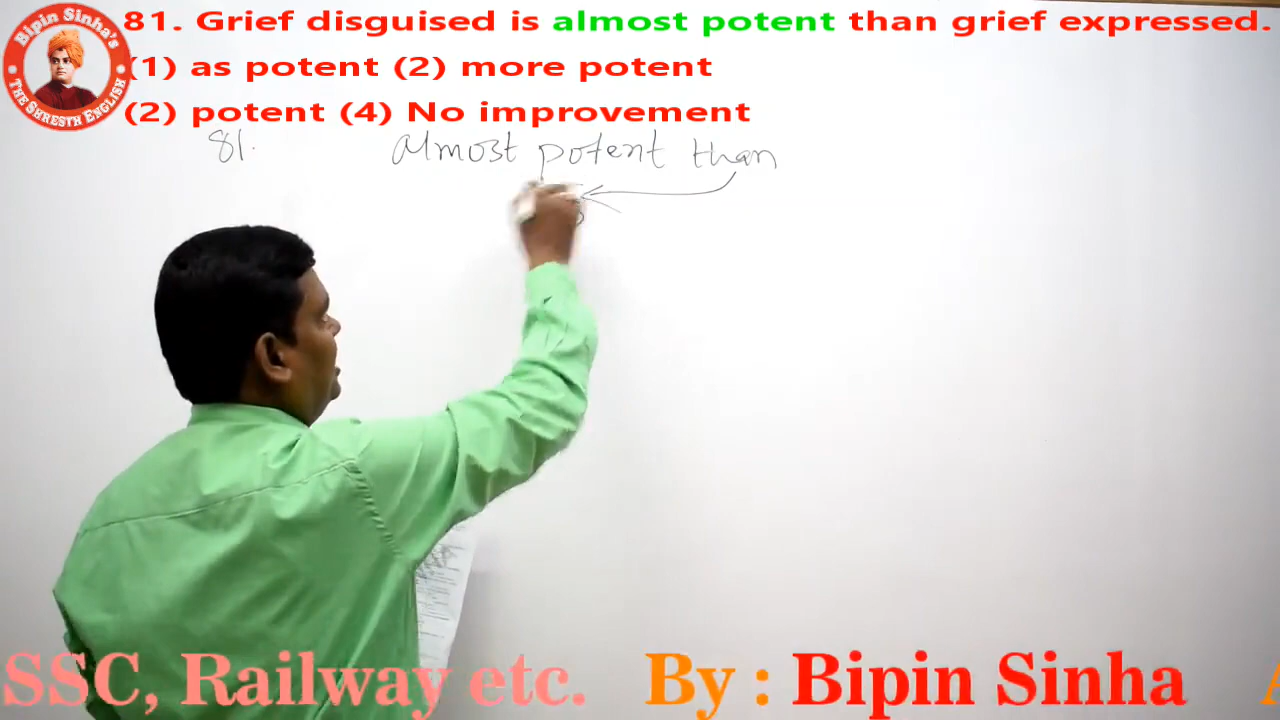 81. Grief disguised is almost potent than grief expressed.
(1) as potent (2) more potent
(2) potent (4) No improvement
Bipin Sinha's
THE SHRESTH ENGLISH
81. almost potent than
SSC, Railway etc. By : Bipin Sinha